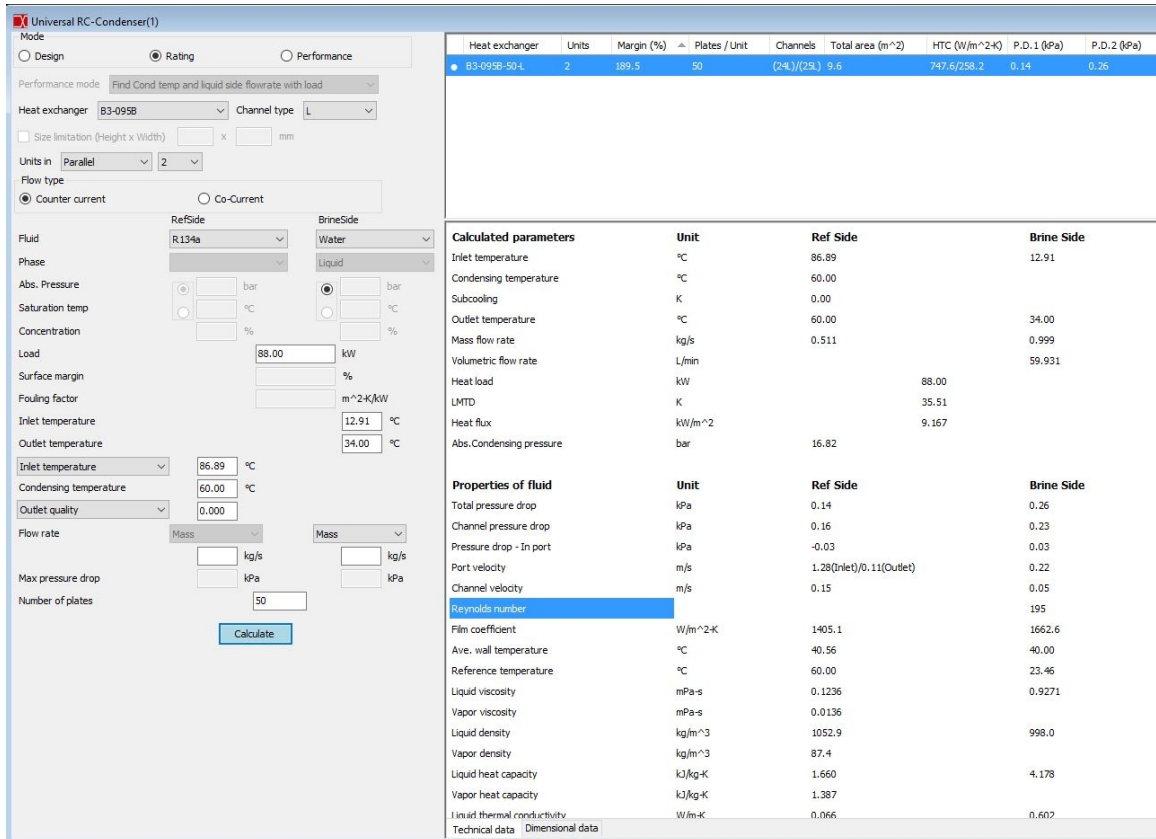 Universal RC-Condenser(1)
Mode
Design Rating Performance
Performance mode Find Cond temp and liquid side flowrate with load
Heat exchanger B3-095B Channel type L
Size limitation (Height x Width) x mm
Units in Parallel 2
Flow type
Counter current Co-Current
RefSide BrineSide
Fluid R134a Water
Phase Liquid
Abs. Pressure bar bar
Saturation temp ºC ºC
Concentration % %
Load 88.00 kW
Surface margin %
Fouling factor m^2-K/kW
Inlet temperature 12.91 ºC
Outlet temperature 34.00 ºC
Inlet temperature 86.89 ºC
Condensing temperature 60.00 ºC
Outlet quality 0.000
Flow rate Mass Mass
kg/s kg/s
Max pressure drop kPa kPa
Number of plates 50
Calculate
Heat exchanger Units Margin (%) Plates / Unit Channels Total area (m^2) HTC (W/m^2-K) P.D.1 (kPa) P.D.2 (kPa)
B3-095B-50-L 2 189.5 50 (24L)/(25L) 9.6 747.6/258.2 0.14 0.26
Calculated parameters Unit Ref Side Brine Side
Inlet temperature ºC 86.89 12.91
Condensing temperature ºC 60.00
Subcooling K 0.00
Outlet temperature ºC 60.00 34.00
Mass flow rate kg/s 0.511 0.999
Volumetric flow rate L/min 59.931
Heat load kW 88.00
LMTD K 35.51
Heat flux kW/m^2 9.167
Abs.Condensing pressure bar 16.82
Properties of fluid Unit Ref Side Brine Side
Total pressure drop kPa 0.14 0.26
Channel pressure drop kPa 0.16 0.23
Pressure drop - In port kPa -0.03 0.03
Port velocity m/s 1.28(Inlet)/0.11(Outlet) 0.22
Channel velocity m/s 0.15 0.05
Reynolds number 195
Film coefficient W/m^2-K 1405.1 1662.6
Ave. wall temperature ºC 40.56 40.00
Reference temperature ºC 60.00 23.46
Liquid viscosity mPa-s 0.1236 0.9271
Vapor viscosity mPa-s 0.0136
Liquid density kg/m^3 1052.9 998.0
Vapor density kg/m^3 87.4
Liquid heat capacity kJ/kg-K 1.660 4.178
Vapor heat capacity kJ/kg-K 1.387
Liquid thermal conductivity W/m-K 0.066 0.602
Technical data Dimensional data